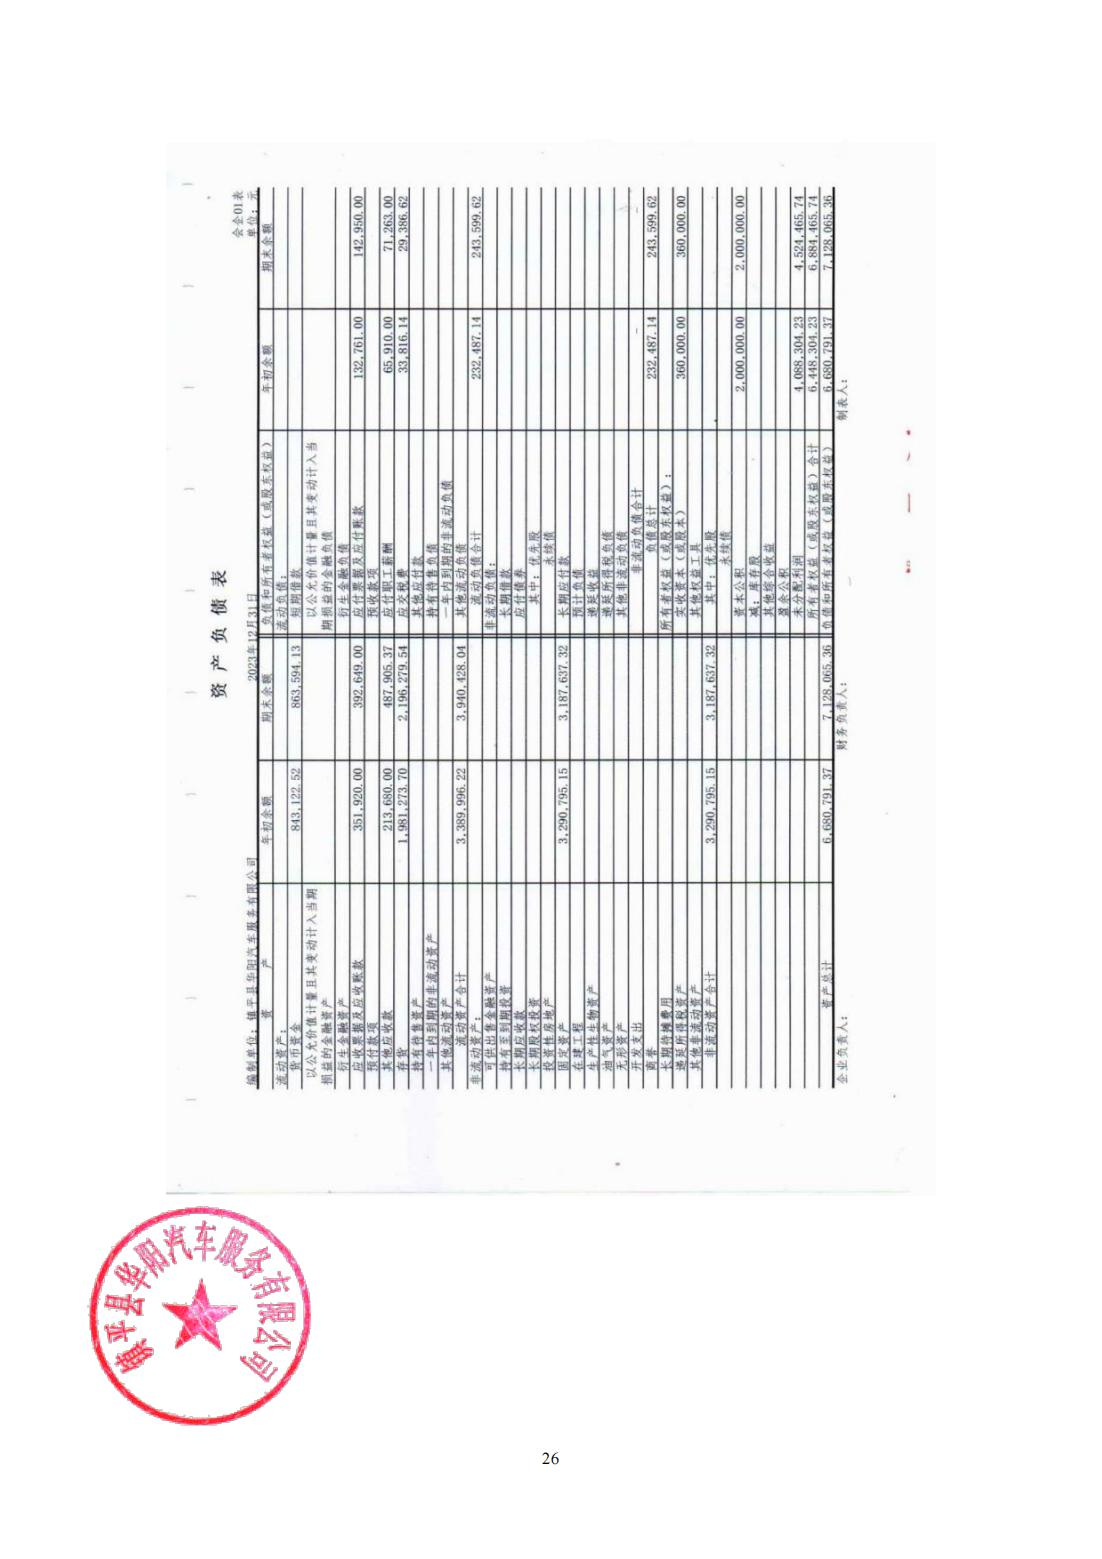 资 产 负 债 表
会企01表
编制单位：镇平县华阳汽车服务有限公司 2023年12月31日 单位：元
资 产 年初余额 期末余额 负债和所有者权益（或股东权益） 年初余额 期末余额
流动资产： 流动负债：
货币资金 843,122.52 863,594.13 短期借款
以公允价值计量且其变动计入当期损益的金融资产 以公允价值计量且其变动计入当期损益的金融负债
衍生金融资产 衍生金融负债
应收票据及应收账款 351,920.00 392,649.00 应付票据及应付账款 132,761.00 142,950.00
预付款项 预收款项
其他应收款 213,680.00 487,905.37 应付职工薪酬 65,910.00 71,263.00
存货 1,981,273.70 2,196,279.54 应交税费 33,816.14 29,386.62
持有待售资产 其他应付款
一年内到期的非流动资产 持有待售负债
其他流动资产 一年内到期的非流动负债
流动资产合计 3,389,996.22 3,940,428.04 其他流动负债
非流动资产： 流动负债合计 232,487.14 243,599.62
可供出售金融资产 非流动负债：
持有至到期投资 长期借款
长期应收款 应付债券
长期股权投资 其中：优先股
投资性房地产 永续债
固定资产 3,290,795.15 3,187,637.32 长期应付款
在建工程 预计负债
生产性生物资产 递延收益
油气资产 递延所得税负债
无形资产 其他非流动负债
开发支出 非流动负债合计
商誉 负债总计 232,487.14 243,599.62
长期待摊费用 所有者权益（或股东权益）：
递延所得税资产 实收资本（或股本） 360,000.00 360,000.00
其他非流动资产 其他权益工具
非流动资产合计 3,290,795.15 3,187,637.32 其中：优先股
永续债
资本公积 2,000,000.00 2,000,000.00
减：库存股
其他综合收益
盈余公积
未分配利润 4,088,304.23 4,524,465.74
所有者权益（或股东权益）合计 6,448,304.23 6,884,465.74
资产总计 6,680,791.37 7,128,065.36 负债和所有者权益（或股东权益） 6,680,791.37 7,128,065.36
企业负责人： 财务负责人： 制表人：
镇平县华阳汽车服务有限公司
26